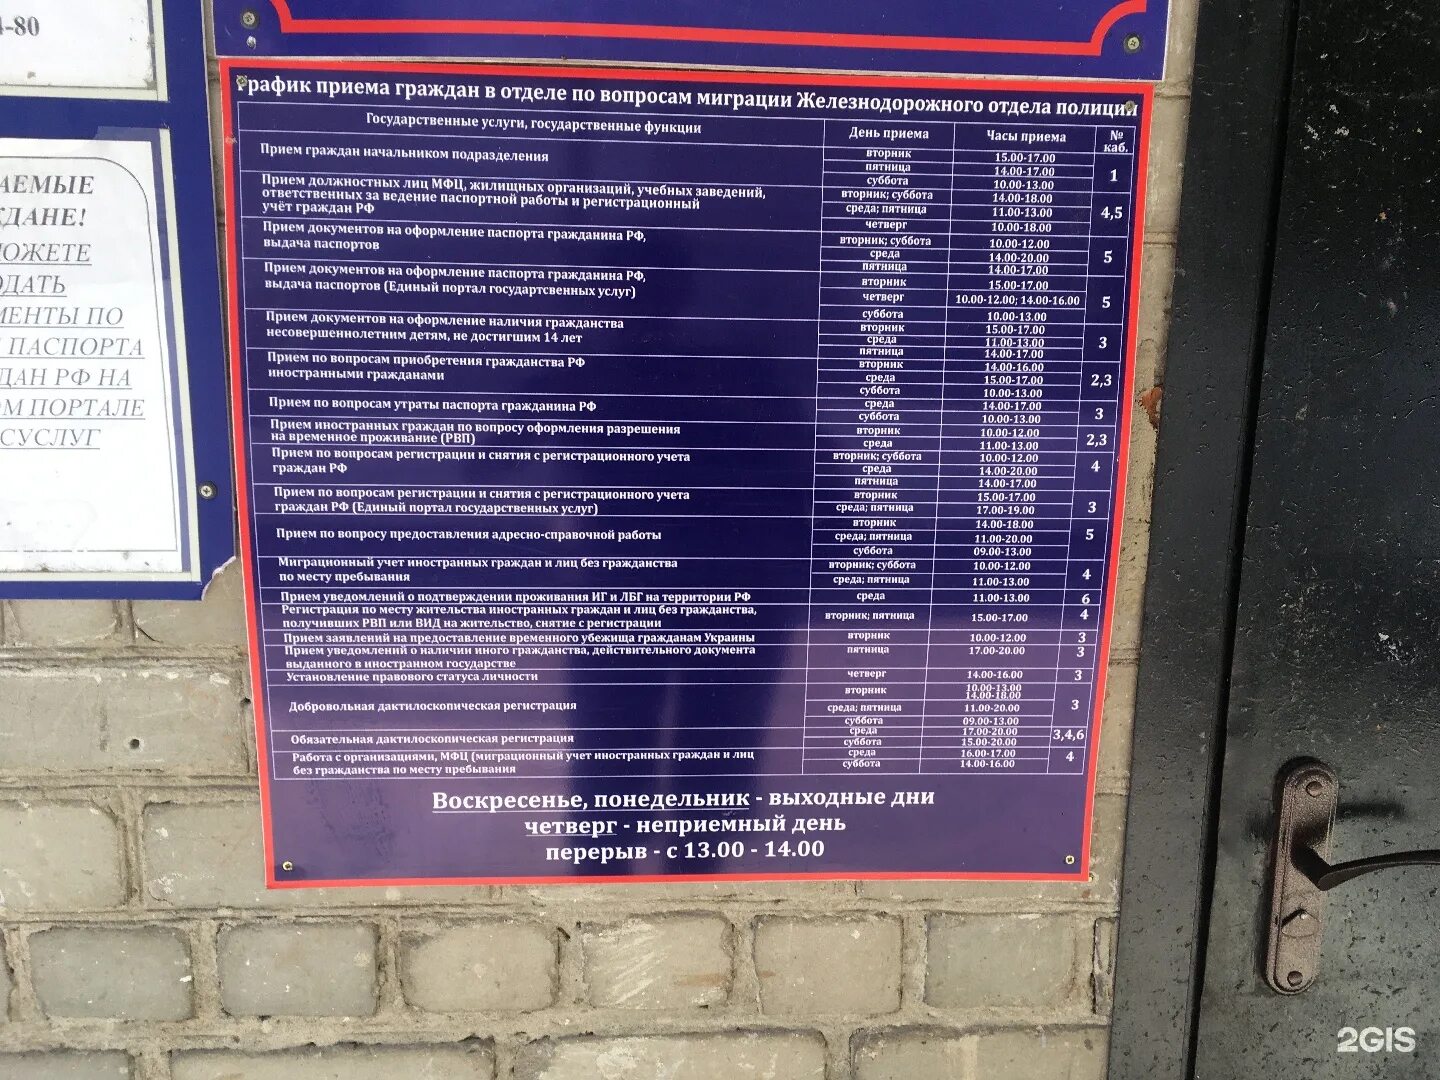 -80
АЕМЫЕ
ЖДАНЕ!
МОЖЕТЕ
ОДАТЬ
МЕНТЫ ПО
ПАСПОРТА
ДАН РФ НА
ОМ ПОРТАЛЕ
СУСЛУГ
График приема граждан в отделе по вопросам миграции Железнодорожного отдела полиции
Государственные услуги, государственные функции День приема Часы приема № каб.
Прием граждан начальником подразделения 1
вторник 15.00-17.00
пятница 14.00-17.00
суббота 10.00-13.00
Прием должностных лиц МФЦ, жилищных организаций, учебных заведений,
ответственных за ведение паспортной работы и регистрационный
учёт граждан РФ 4,5
вторник; суббота 14.00-18.00
среда; пятница 11.00-13.00
четверг 10.00-18.00
Прием документов на оформление паспорта гражданина РФ,
выдача паспортов 5
вторник; суббота 10.00-12.00
среда 14.00-20.00
пятница 14.00-17.00
Прием документов на оформление паспорта гражданина РФ,
выдача паспортов (Единый портал государтсвенных услуг) 5
вторник 15.00-17.00
четверг 10.00-12.00; 14.00-16.00
суббота 10.00-13.00
Прием документов на оформление наличия гражданства
несовершеннолетним детям, не достигшим 14 лет 3
вторник 15.00-17.00
среда 11.00-13.00
пятница 14.00-17.00
Прием по вопросам приобретения гражданства РФ
иностранными гражданами 2,3
вторник 14.00-16.00
среда 15.00-17.00
суббота 10.00-13.00
Прием по вопросам утраты паспорта гражданина РФ 3
среда 14.00-17.00
суббота 10.00-13.00
Прием иностранных граждан по вопросу оформления разрешения
на временное проживание (РВП) 2,3
вторник 10.00-12.00
среда 11.00-13.00
Прием по вопросам регистрации и снятия с регистрационного учета
граждан РФ 4
вторник; суббота 10.00-12.00
среда 14.00-20.00
пятница 14.00-17.00
Прием по вопросам регистрации и снятия с регистрационного учета
граждан РФ (Единый портал государственных услуг) 3
вторник 15.00-17.00
среда; пятница 17.00-19.00
Прием по вопросу предоставления адресно-справочной работы 5
вторник 14.00-18.00
среда; пятница 11.00-20.00
суббота 09.00-13.00
Миграционный учет иностранных граждан и лиц без гражданства
по месту пребывания 4
вторник; суббота 10.00-12.00
среда; пятница 11.00-13.00
Прием уведомлений о подтверждении проживания ИГ и ЛБГ на территории РФ среда 11.00-13.00 6
Регистрация по месту жительства иностранных граждан и лиц без гражданства,
получивших РВП или ВИД на жительство, снятие с регистрации вторник; пятница 15.00-17.00 4
Прием заявлений на предоставление временного убежища гражданам Украины вторник 10.00-12.00 3
Прием уведомлений о наличии иного гражданства, действительного документа
выданного в иностранном государстве пятница 17.00-20.00 3
Установление правового статуса личности четверг 14.00-16.00 3
Добровольная дактилоскопическая регистрация 3
вторник 10.00-13.00
14.00-18.00
среда; пятница 11.00-20.00
суббота 09.00-13.00
Обязательная дактилоскопическая регистрация 3,4,6
среда 17.00-20.00
суббота 15.00-20.00
Работа с организациями, МФЦ (миграционный учет иностранных граждан и лиц
без гражданства по месту пребывания 4
среда 16.00-17.00
суббота 14.00-16.00
Воскресенье, понедельник - выходные дни
четверг - неприемный день
перерыв - с 13.00 - 14.00
2GIS